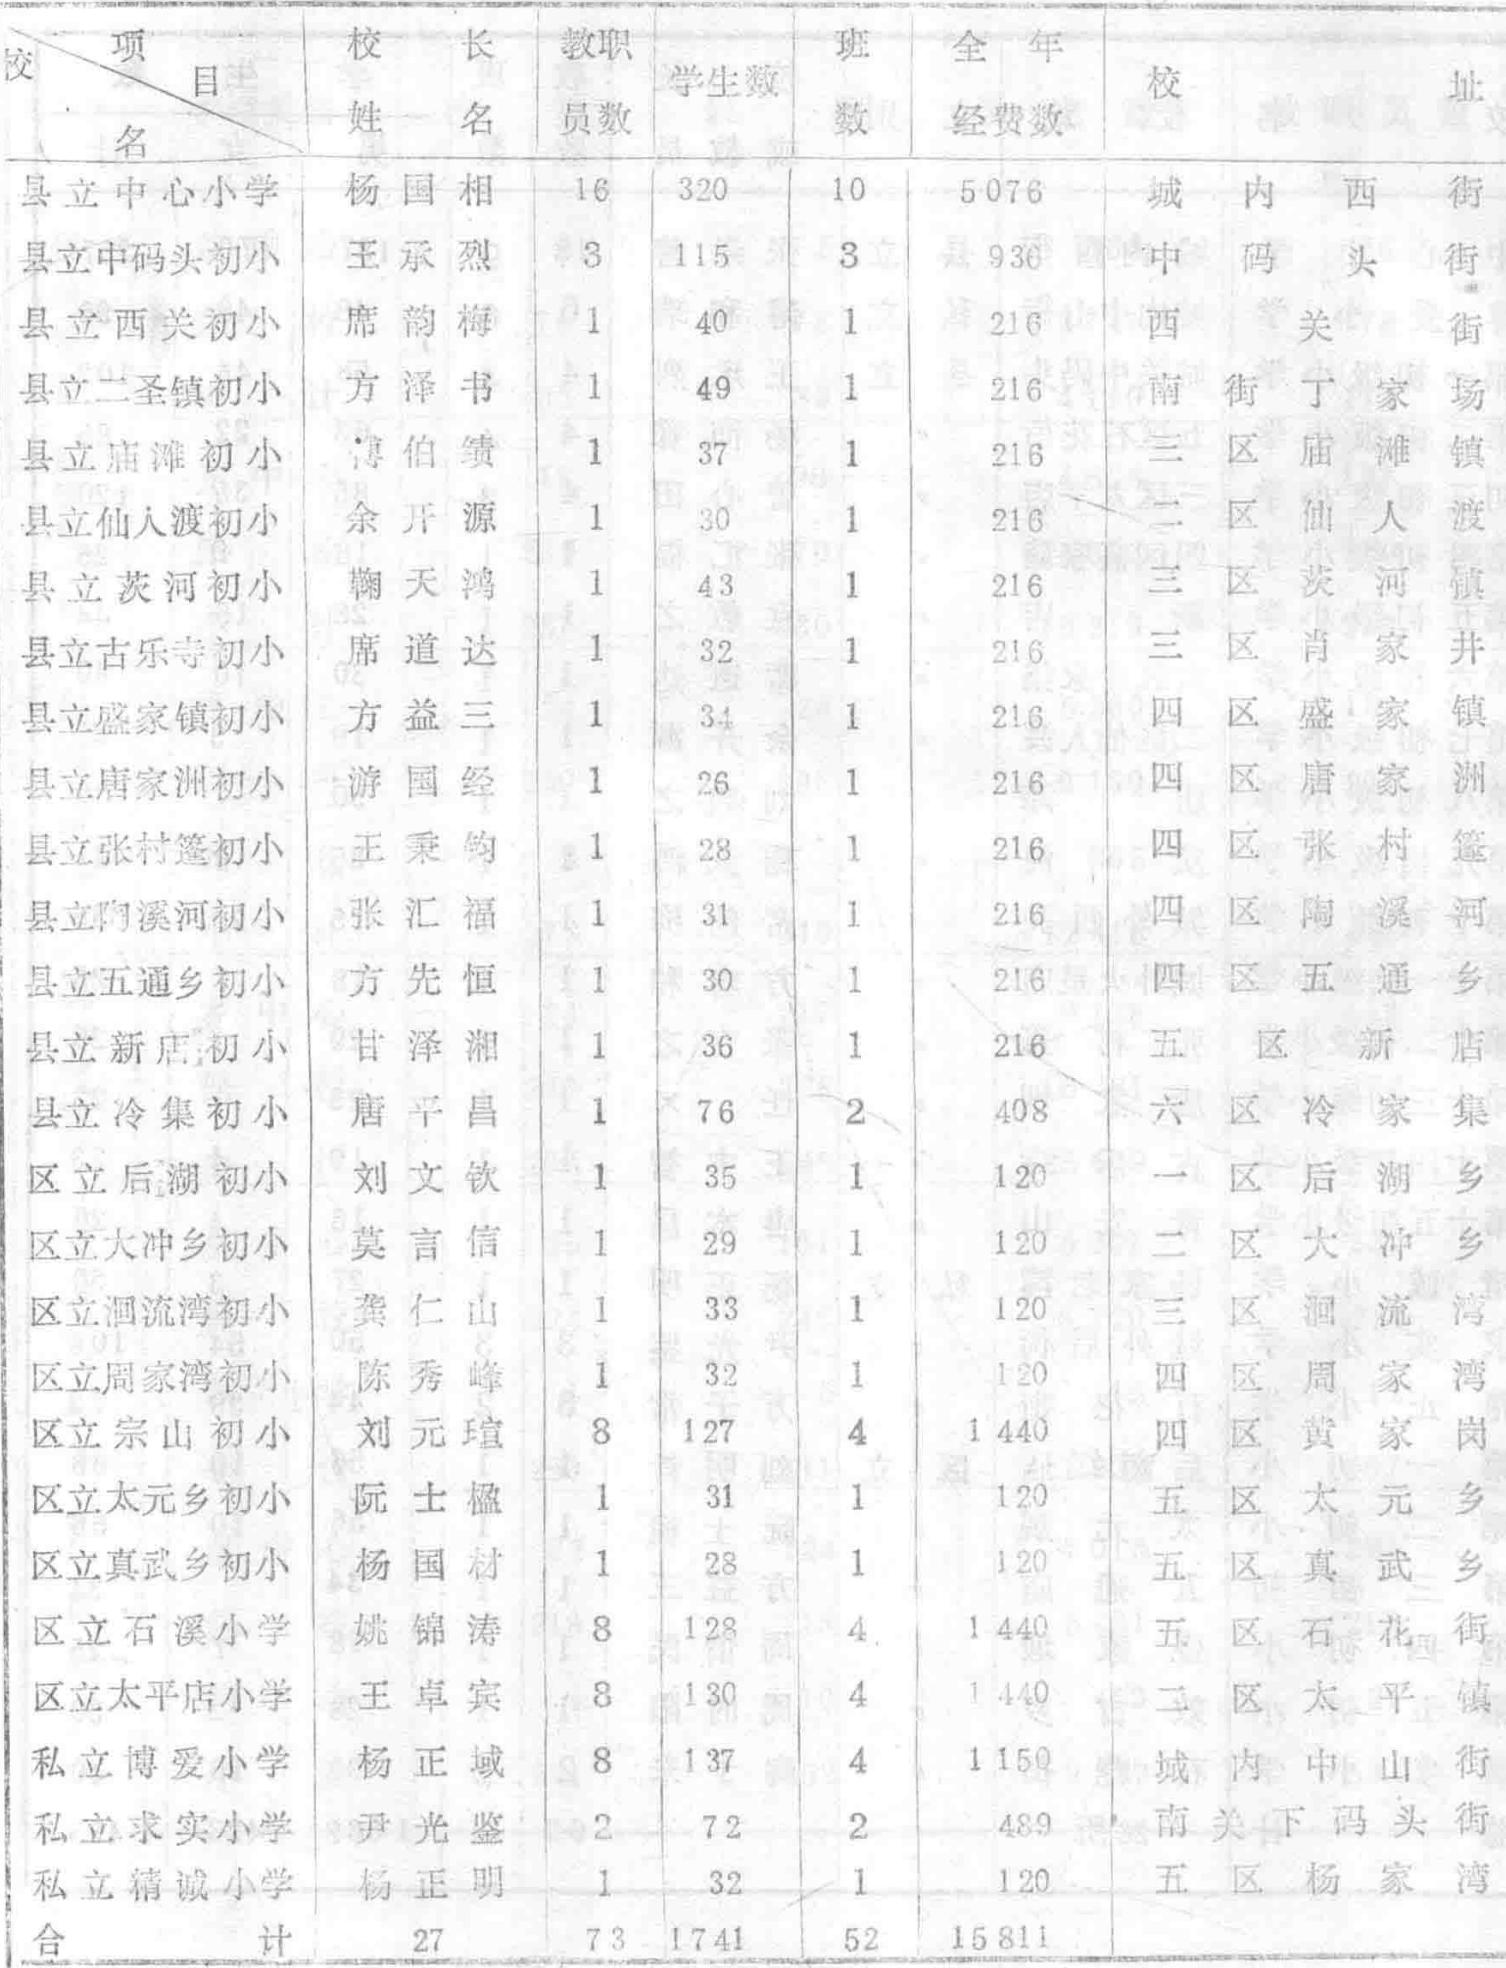 校名 项目 校长姓名 教职员数 学生数 班数 全年经费数 校址
县立中心小学 杨国相 16 320 10 5076 城内西街
县立中码头初小 王承烈 3 115 3 936 中码头街
县立西关初小 席韵梅 1 40 1 216 西关街
县立二圣镇初小 方泽书 1 49 1 216 南街丁家场
县立庙滩初小 伯绩 1 37 1 216 三区庙滩镇
县立仙人渡初小 余开源 1 30 1 216 二区仙人渡
县立茨河初小 鞠天鸿 1 43 1 216 三区茨河镇
县立古乐寺初小 席道达 1 32 1 216 三区肖家井
县立盛家镇初小 方益三 1 34 1 216 四区盛家镇
县立唐家洲初小 游国经 1 26 1 216 四区唐家洲
县立张村篷初小 王秉钧 1 28 1 216 四区张村篷
县立陶溪河初小 张汇福 1 31 1 216 四区陶溪河
县立五通乡初小 方先恒 1 30 1 216 四区五通乡
县立新店初小 甘泽湘 1 36 1 216 五区新店
县立冷集初小 唐平昌 1 76 2 408 六区冷家集
区立后湖初小 刘文钦 1 35 1 120 一区后湖乡
区立大冲乡初小 莫言信 1 29 1 120 二区大冲乡
区立洄流湾初小 龚仁山 1 33 1 120 三区洄流湾
区立周家湾初小 陈秀峰 1 32 1 120 四区周家湾
区立宗山初小 刘元瑄 8 127 4 1440 四区黄家岗
区立太元乡初小 阮士楹 1 31 1 120 五区太元乡
区立真武乡初小 杨国材 1 28 1 120 五区真武乡
区立石溪小学 姚锦涛 8 128 4 1440 五区石花街
区立太平店小学 王卓宾 8 130 4 1440 二区太平镇
私立博爱小学 杨正域 8 137 4 1150 城内中山街
私立求实小学 尹光鉴 2 72 2 489 南关下码头街
私立精诚小学 杨正明 1 32 1 120 五区杨家湾
合计 27 73 1741 52 15811